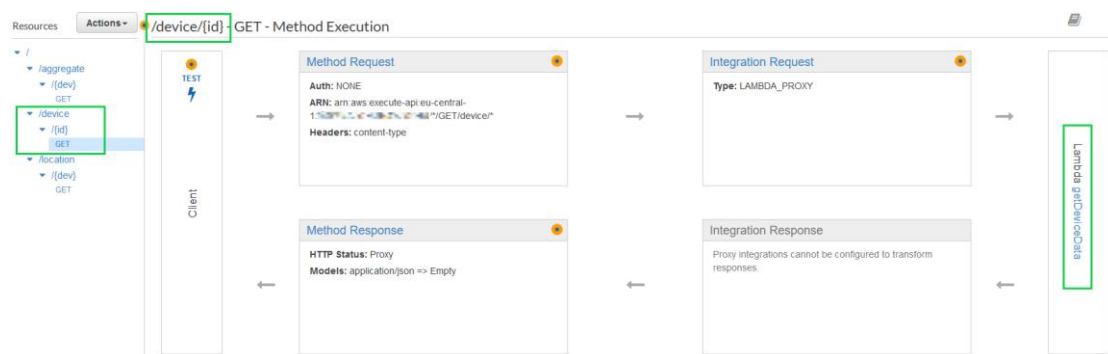 Resources
Actions
/device/{id} - GET - Method Execution
/
/aggregate
/{dev}
GET
/device
/{id}
GET
/location
/{dev}
GET
TEST
Client
Method Request
Auth: NONE
ARN: arn:aws:execute-api:eu-central-
1: /*/GET/device/*
Headers: content-type
Integration Request
Type: LAMBDA_PROXY
Lambda getDeviceData
Method Response
HTTP Status: Proxy
Models: application/json => Empty
Integration Response
Proxy integrations cannot be configured to transform
responses.